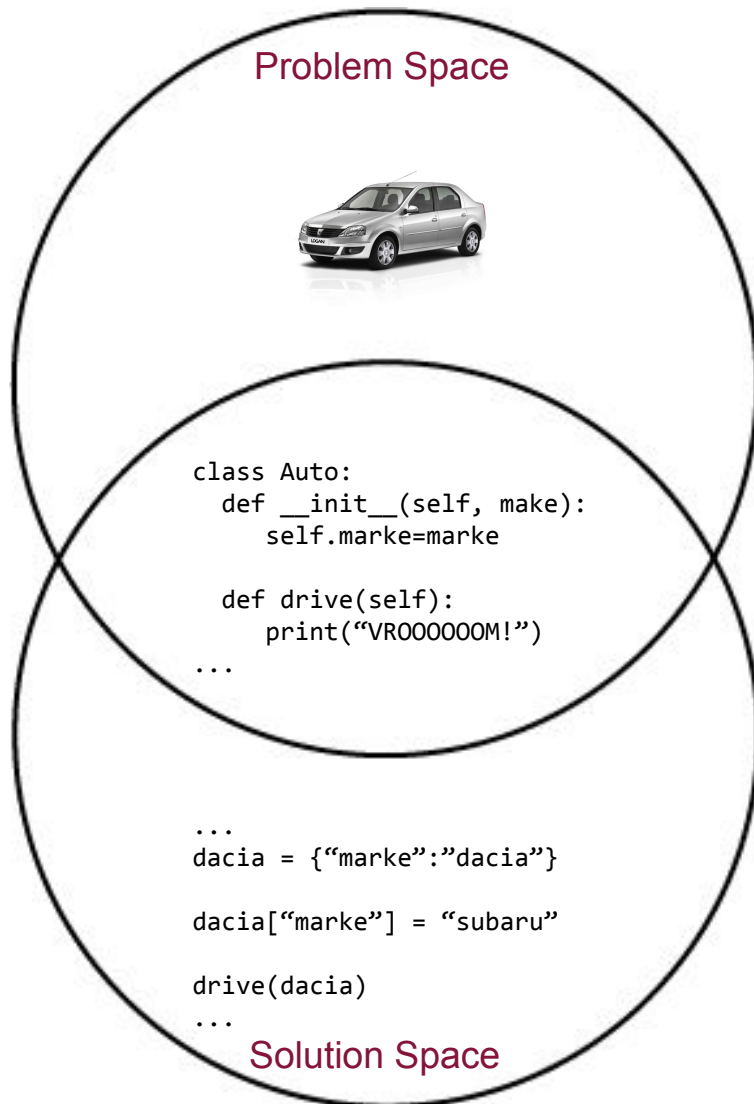 Problem Space
LOGAN
class Auto:
  def __init__(self, make):
     self.marke=marke
  def drive(self):
     print(“VROOOOOOM!”)
...
...
dacia = {“marke”:”dacia”}
dacia[“marke”] = “subaru”
drive(dacia)
...
Solution Space